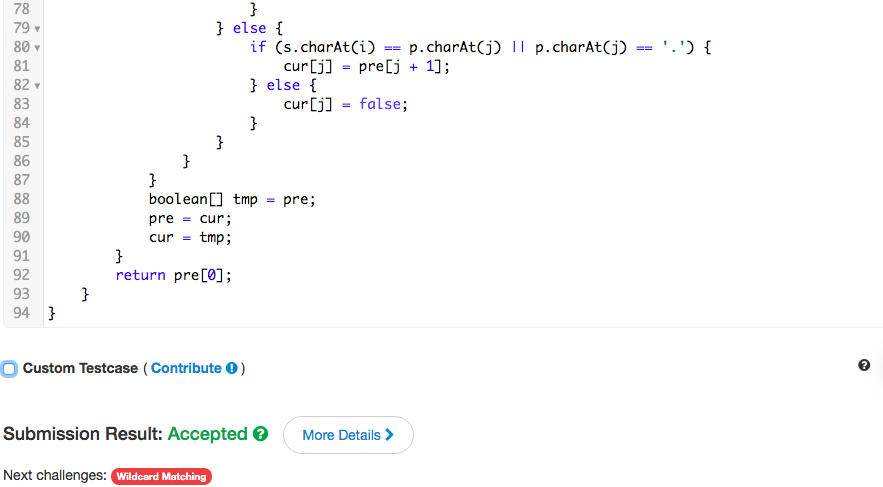 78                             }
79                         } else {
80                             if (s.charAt(i) == p.charAt(j) || p.charAt(j) == '.') {
81                                 cur[j] = pre[j + 1];
82                             } else {
83                                 cur[j] = false;
84                             }
85                         }
86                     }
87                 }
88                 boolean[] tmp = pre;
89                 pre = cur;
90                 cur = tmp;
91             }
92             return pre[0];
93         }
94     }
Custom Testcase ( Contribute )
Submission Result: Accepted More Details
Next challenges: Wildcard Matching